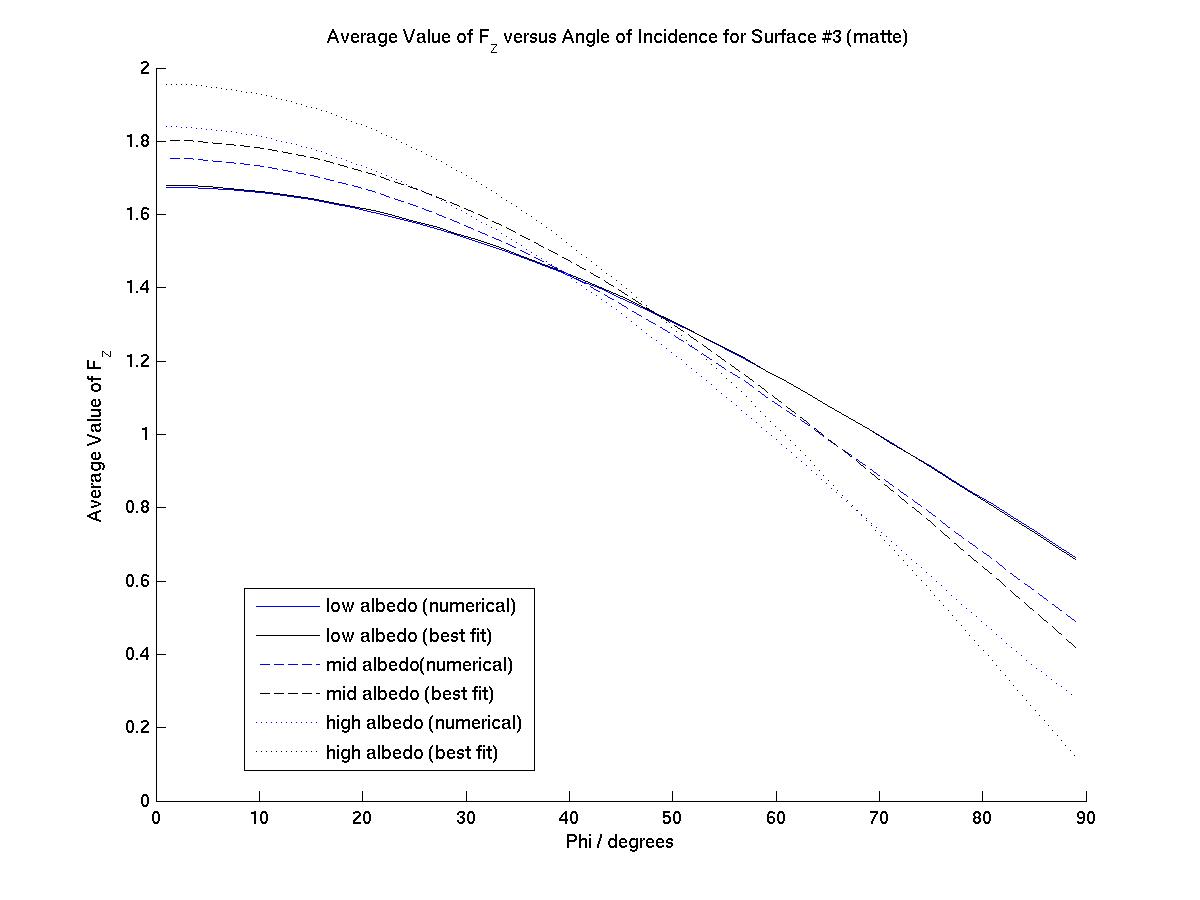 Average Value of F_Z versus Angle of Incidence for Surface #3 (matte)
2
1.8
1.6
1.4
1.2
1
0.8
0.6
0.4
0.2
0
Average Value of F_Z
low albedo (numerical)
low albedo (best fit)
mid albedo(numerical)
mid albedo (best fit)
high albedo (numerical)
high albedo (best fit)
0 10 20 30 40 50 60 70 80 90
Phi / degrees